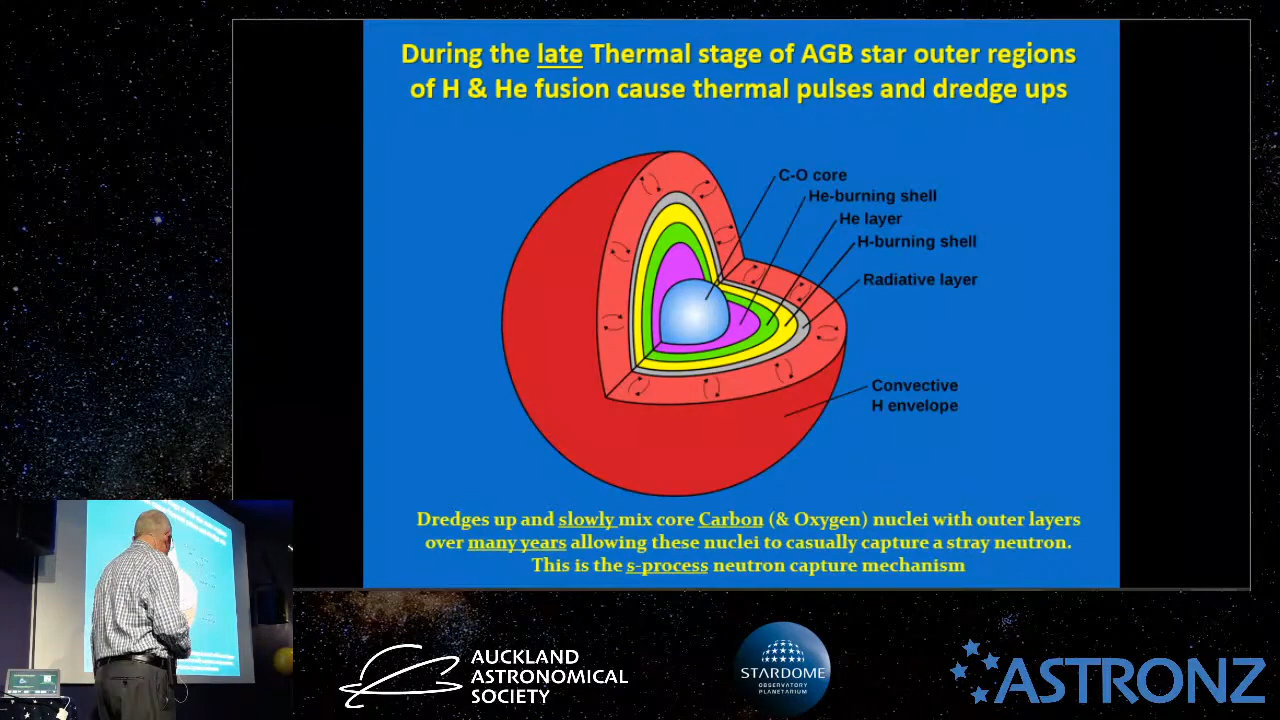 During the late Thermal stage of AGB star outer regions
of H & He fusion cause thermal pulses and dredge ups
C-O core
He-burning shell
He layer
H-burning shell
Radiative layer
Convective
H envelope
Dredges up and slowly mix core Carbon (& Oxygen) nuclei with outer layers
over many years allowing these nuclei to casually capture a stray neutron.
This is the s-process neutron capture mechanism
AUCKLAND
ASTRONOMICAL
SOCIETY
STARDOME
OBSERVATORY
PLANETARIUM
ASTRONZ